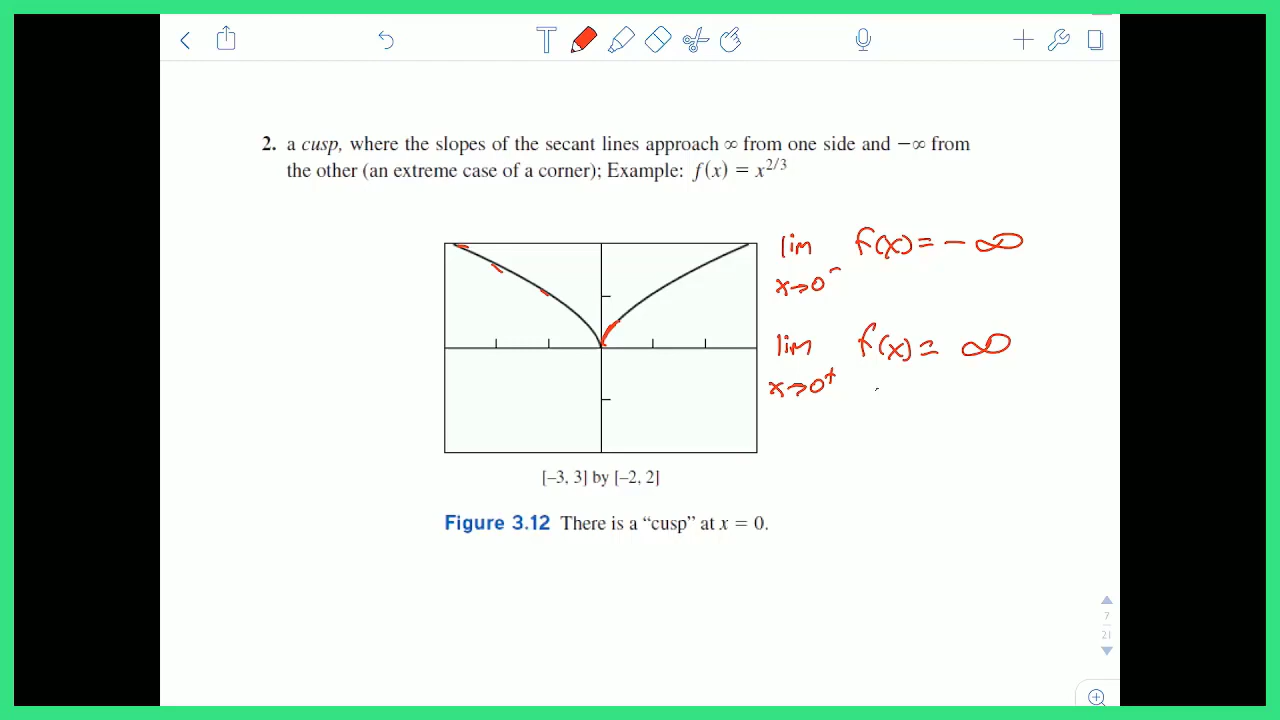 2. a cusp, where the slopes of the secant lines approach ∞ from one side and −∞ from
the other (an extreme case of a corner); Example: f(x) = x^{2/3}
lim f(x) = − ∞
x→0⁻
lim f(x) = ∞
x→0⁺
[–3, 3] by [–2, 2]
Figure 3.12 There is a “cusp” at x = 0.
7
21